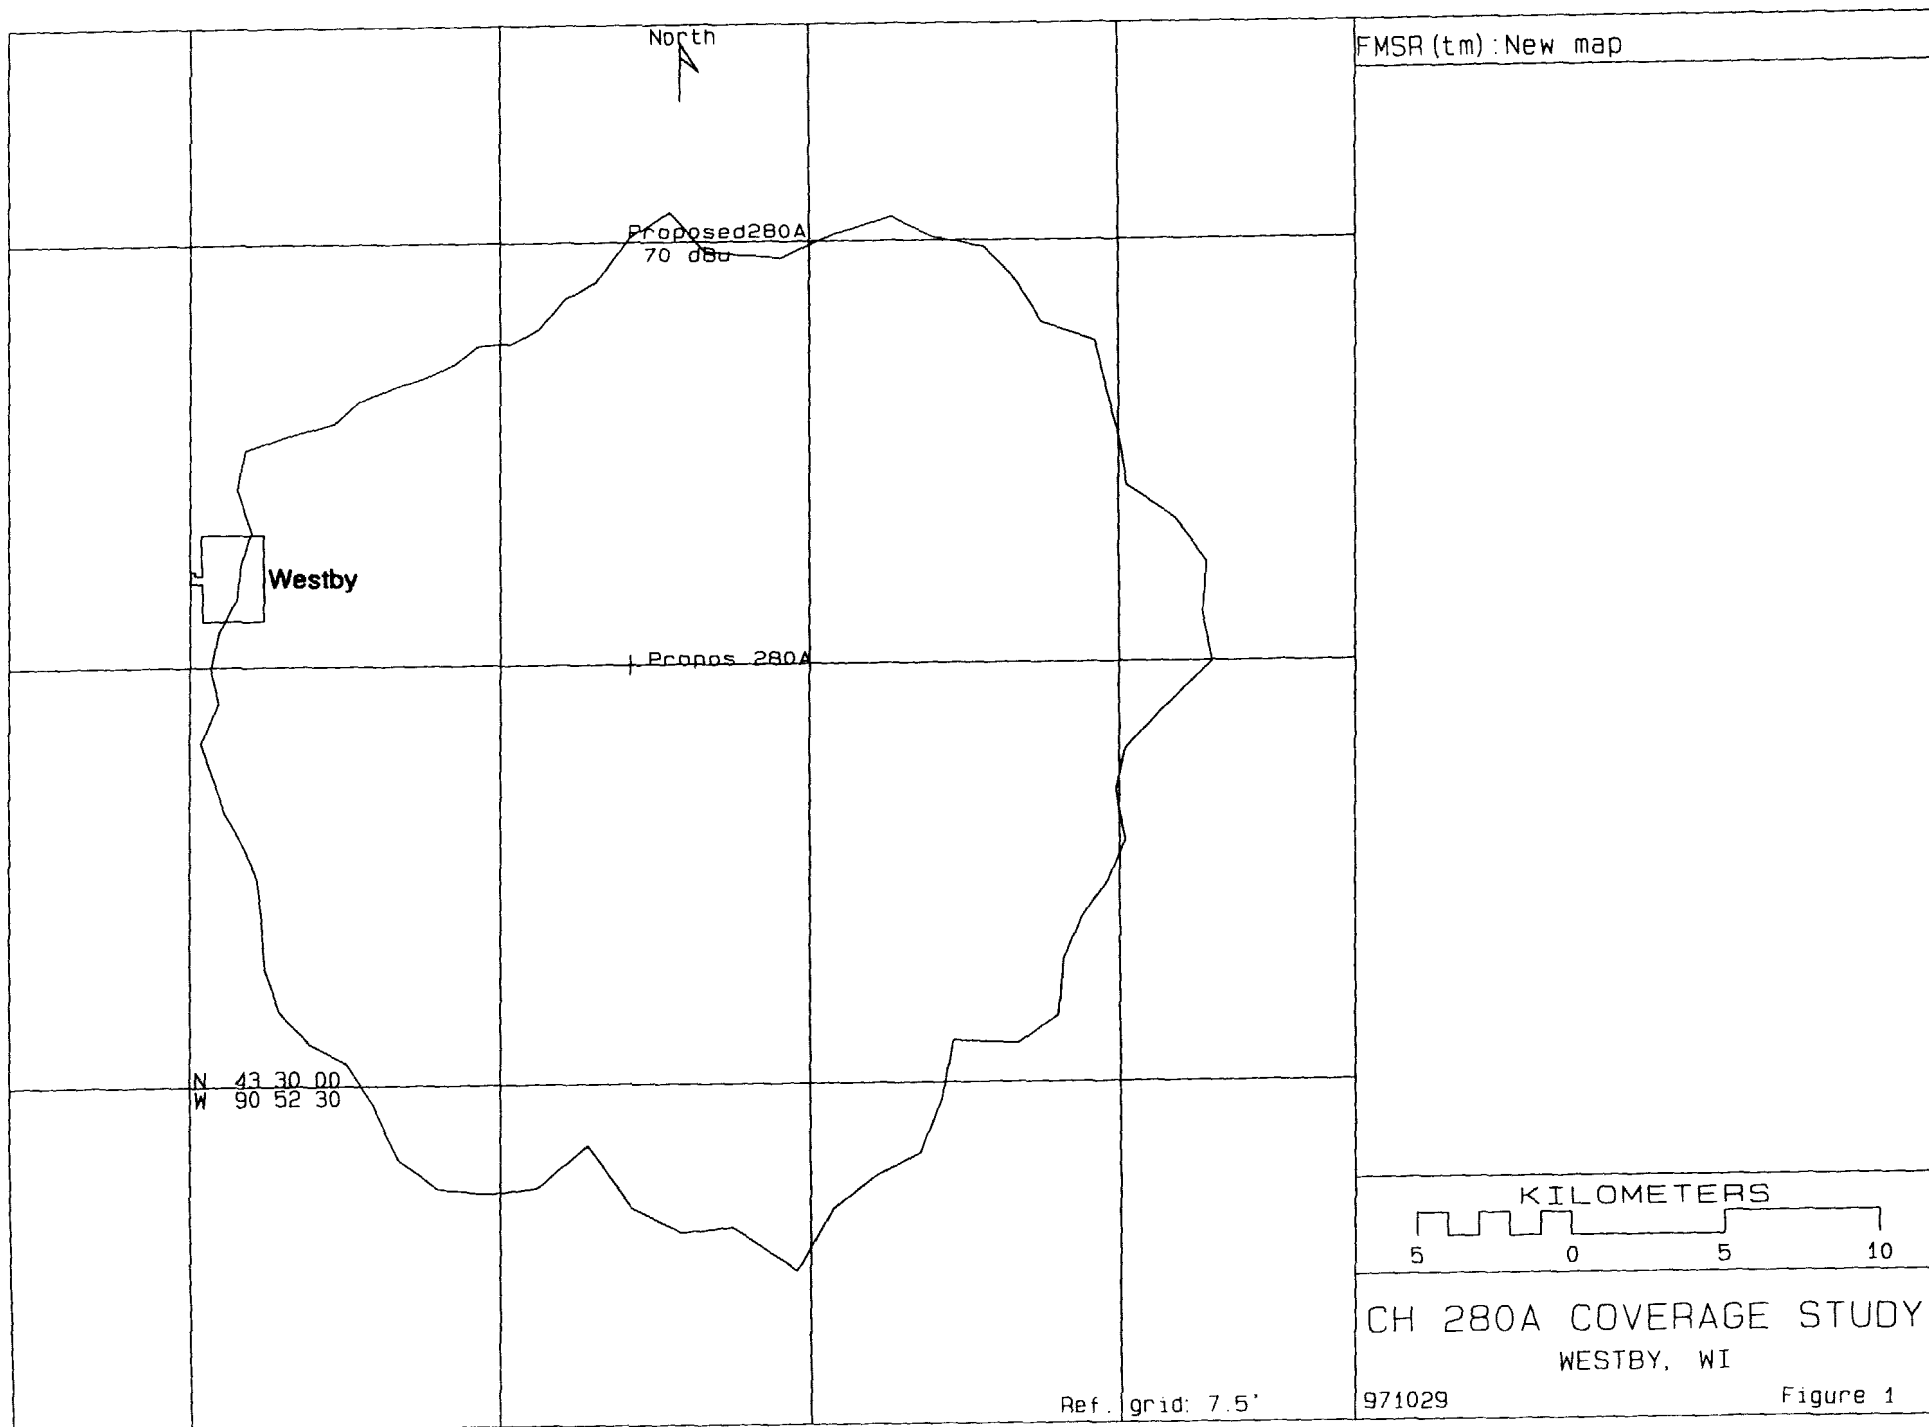 North
FMSR(tm):New map
Proposed280A
70 dBu
Westby
Propos 280A
N 43 30 00
W 90 52 30
KILOMETERS
5 0 5 10
CH 280A COVERAGE STUDY
WESTBY, WI
Ref. grid: 7.5'
971029
Figure 1